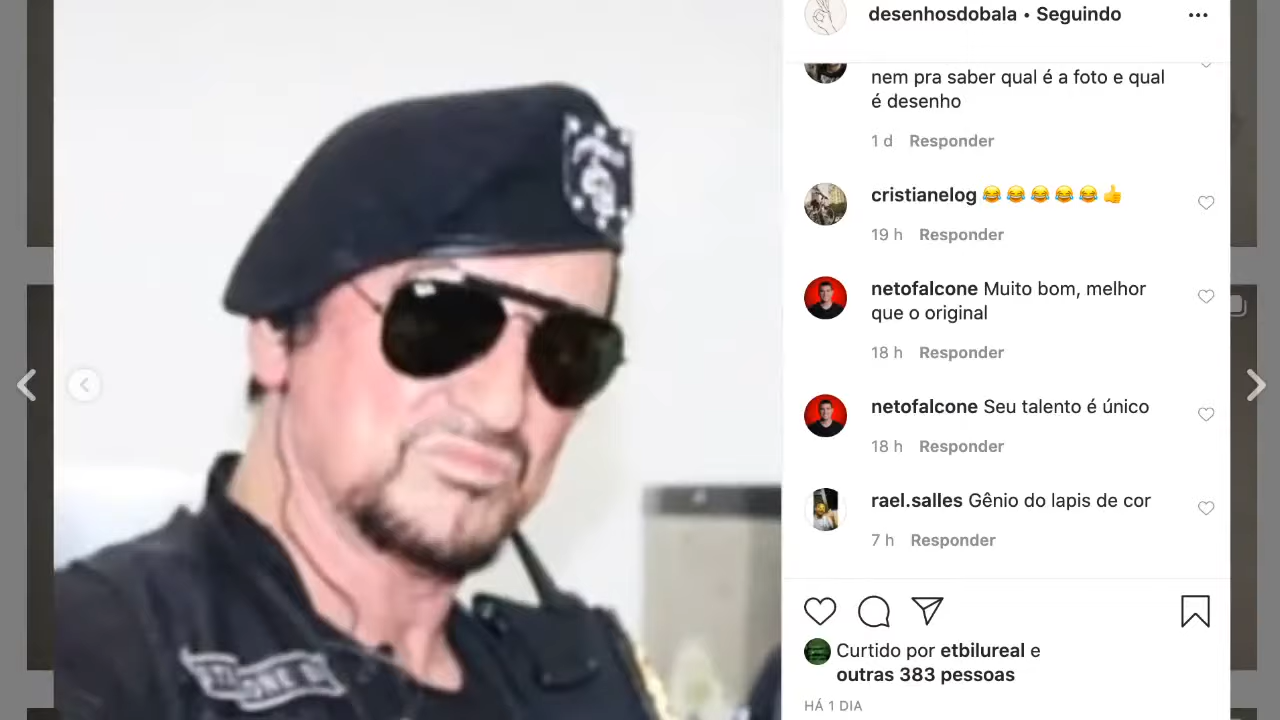 desenhosdobala • Seguindo
nem pra saber qual é a foto e qual
é desenho
1 d Responder
cristianelog 😂😂😂😂😂👍
19 h Responder
netofalcone Muito bom, melhor
que o original
18 h Responder
netofalcone Seu talento é único
18 h Responder
rael.salles Gênio do lapis de cor
7 h Responder
Curtido por etbilureal e
outras 383 pessoas
HÁ 1 DIA